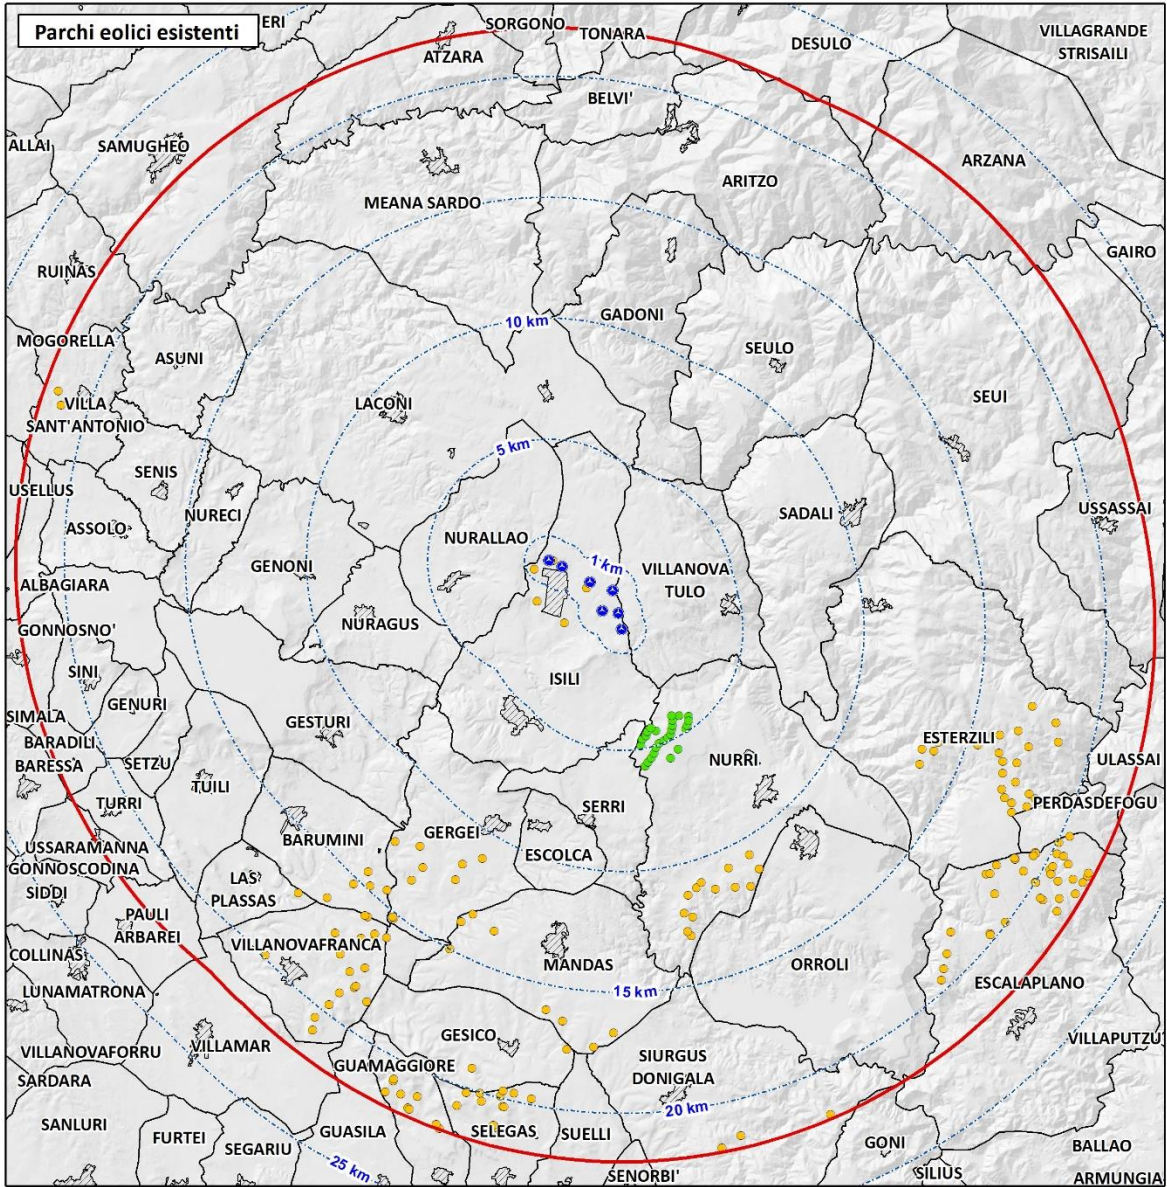 Parchi eolici esistenti
ERI
SORGONO
TONARA
DESULO
VILLAGRANDE
STRISAILI
ATZARA
BELVI'
ALLAI
SAMUGHEO
ARZANA
ARITZO
MEANA SARDO
GAIRO
RUINAS
GADONI
10 km
MOGORELLA
ASUNI
SEULO
SEUI
LACONI
VILLA
SANT'ANTONIO
5 km
SENIS
USELLUS
NURECI
ASSOLO
SADALI
USSASSAI
NURALLAO
GENONI
1 km
VILLANOVA
TULO
ALBAGIARA
NURAGUS
GONNOSNO'
SINI
ISILI
GENURI
SIMALA
GESTURI
BARADILI
ESTERZILI
BARESSA
SETZU
NURRI
ULASSAI
TUILI
TURRI
SERRI
PERDASDEFOGU
BARUMINI
GERGEI
USSARAMANNA
ESCOLCA
GONNOSCODINA
LAS
PLASSAS
SIDDI
PAULI
ARBAREI
VILLANOVAFRANCA
COLLINAS
MANDAS
ORROLI
ESCALAPLANO
LUNAMATRONA
15 km
GESICO
VILLAPUTZU
VILLAMAR
VILLANOVAFORRU
SIURGUS
DONIGALA
GUAMAGGIORE
SARDARA
20 km
SANLURI
GUASILA
SELEGAS
SUELLI
FURTEI
SEGARIU
GONI
BALLAO
25 km
SENORBI'
SILIUS
ARMUNGIA